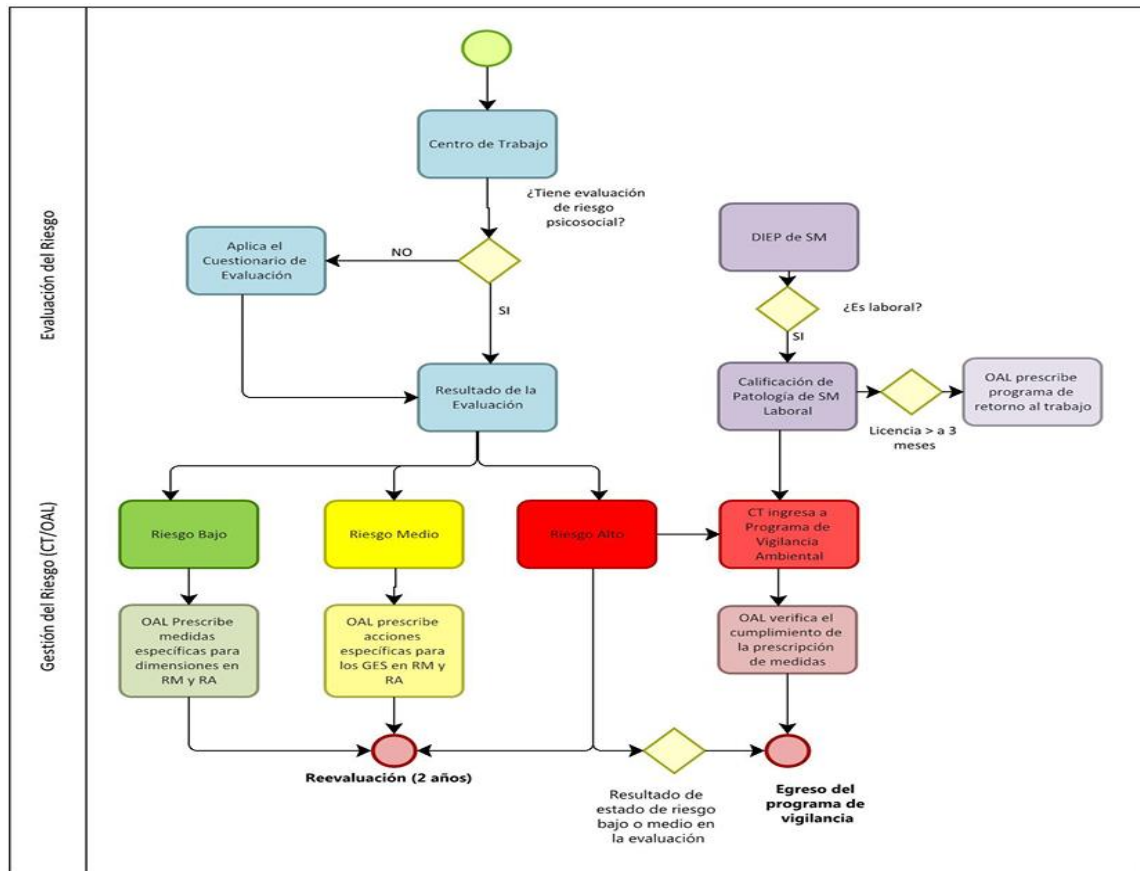 Evaluación del Riesgo
Centro de Trabajo
¿Tiene evaluación
de riesgo
psicosocial?
NO
SI
Aplica el
Cuestionario de
Evaluación
Resultado de la
Evaluación
DIEP de SM
¿Es laboral?
SI
Calificación de
Patología de SM
Laboral
Licencia > a 3
meses
OAL prescribe
programa de
retorno al trabajo
Gestión del Riesgo (CT/OAL)
Riesgo Bajo
Riesgo Medio
Riesgo Alto
CT ingresa a
Programa de
Vigilancia
Ambiental
OAL Prescribe
medidas
específicas para
dimensiones en
RM y RA
OAL prescribe
acciones
específicas para
los GES en RM y
RA
OAL verifica el
cumplimiento de
la prescripción de
medidas
Reevaluación (2 años)
Resultado de
estado de riesgo
bajo o medio en
la evaluación
Egreso del
programa de
vigilancia